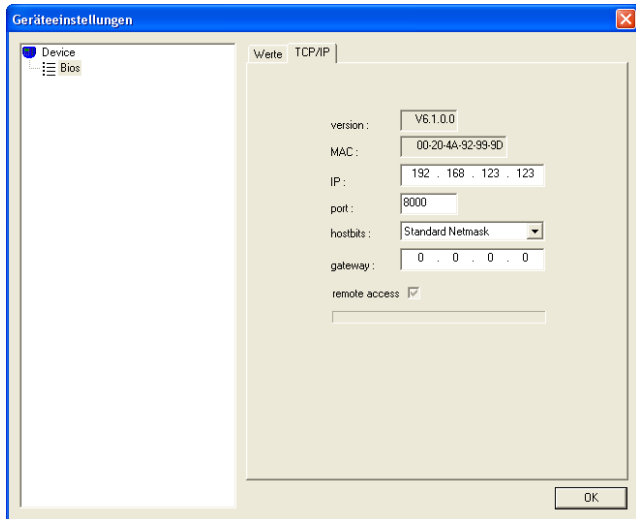 Geräteeinstellungen
Device
Bios
Werte
TCP/IP
version :
V6.1.0.0
MAC :
00-20-4A-92-99-9D
IP :
192 . 168 . 123 . 123
port :
8000
hostbits :
Standard Netmask
gateway :
0 . 0 . 0 . 0
remote access
OK